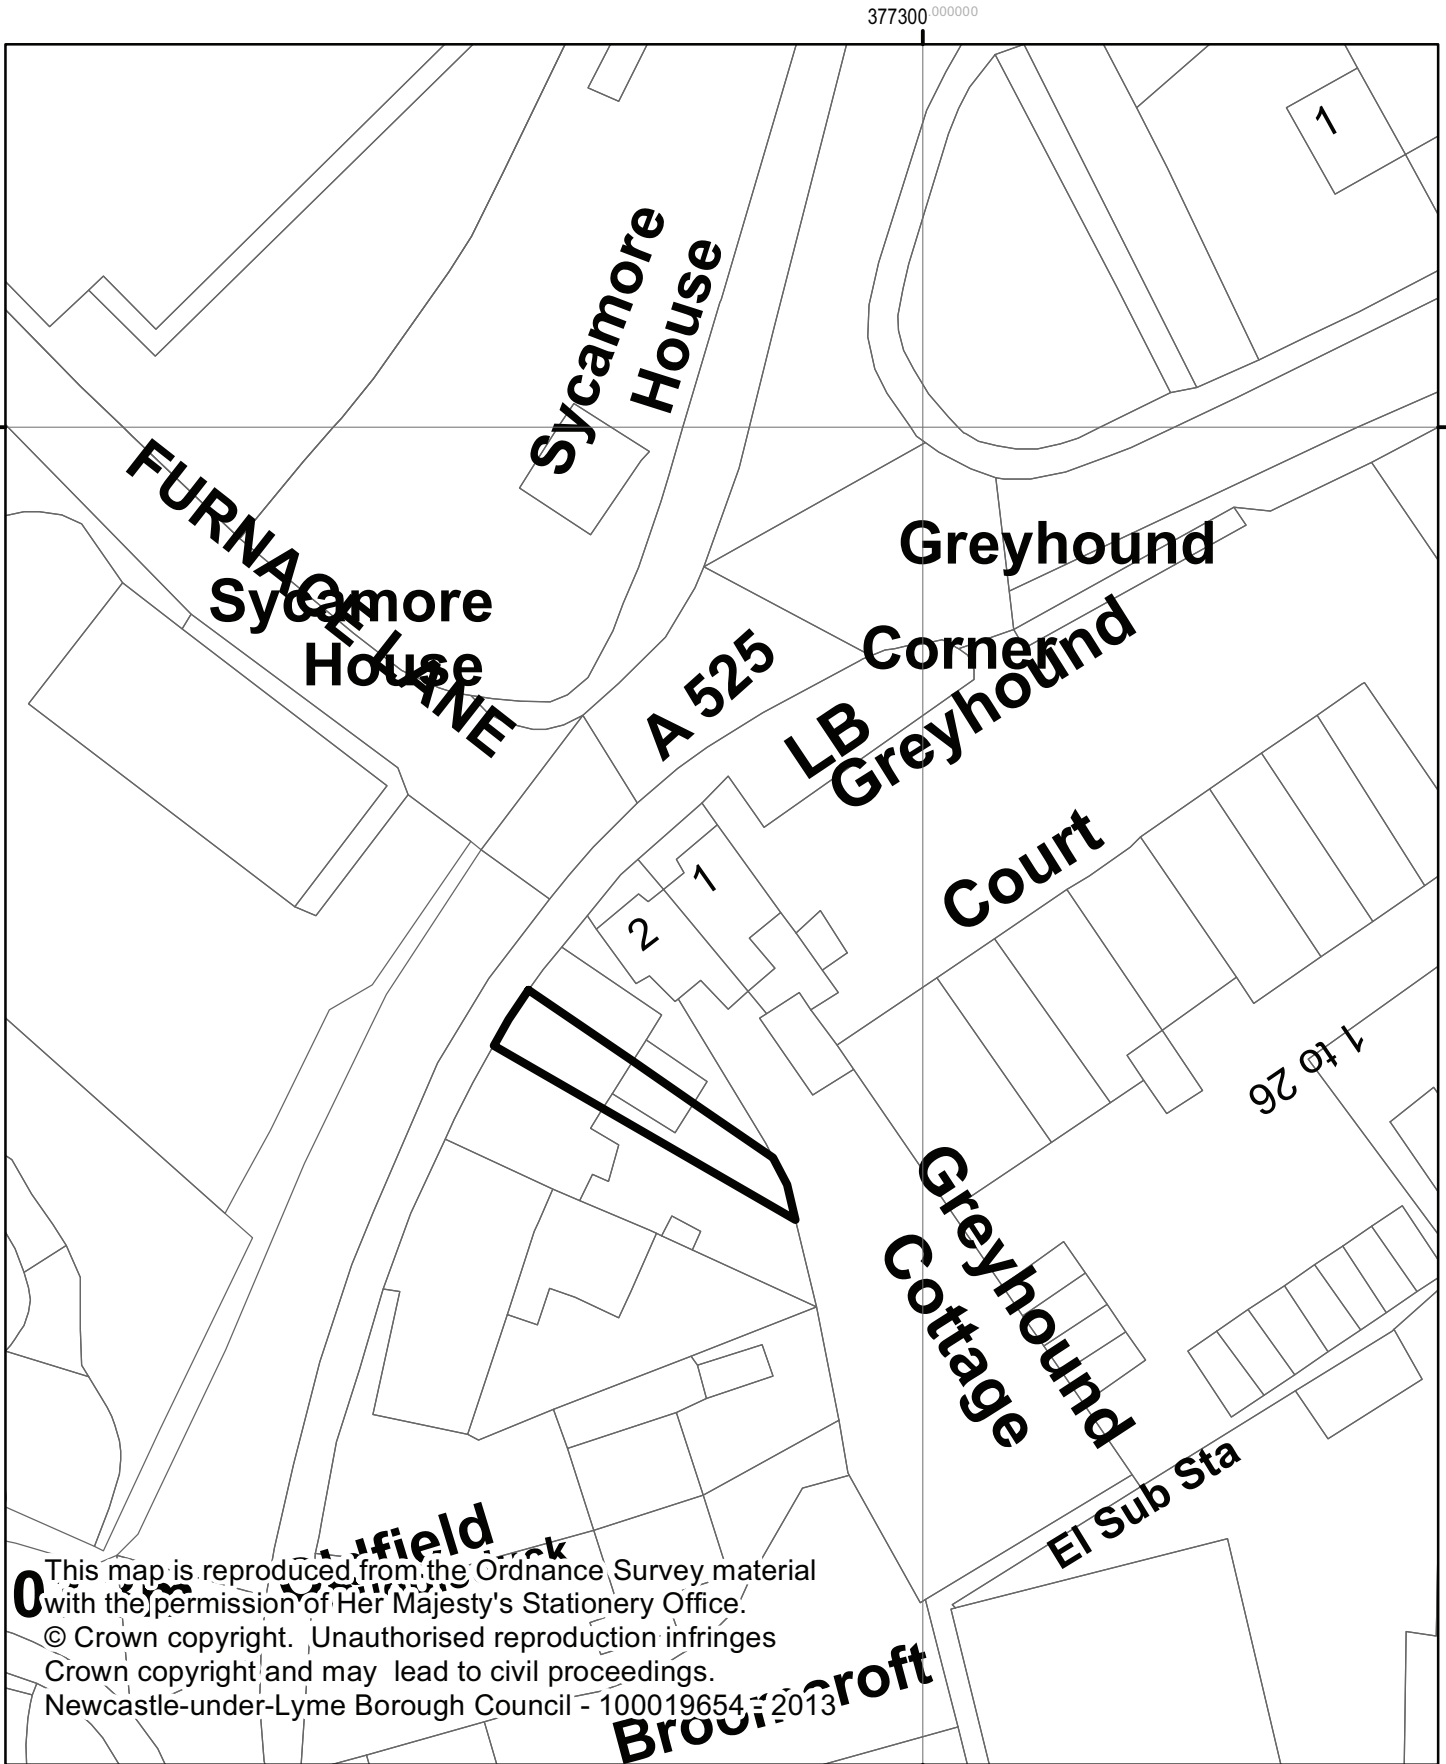 377300.000000
1
Sycamore
House
FURNACE LANE
Sycamore
House
Greyhound
Corner
A 525
LB
Greyhound
Court
1
2
1 to 26
Greyhound
Cottage
El Sub Sta
This map is reproduced from the Ordnance Survey material
with the permission of Her Majesty's Stationery Office.
© Crown copyright. Unauthorised reproduction infringes
Crown copyright and may lead to civil proceedings.
Newcastle-under-Lyme Borough Council - 100019654 - 2013